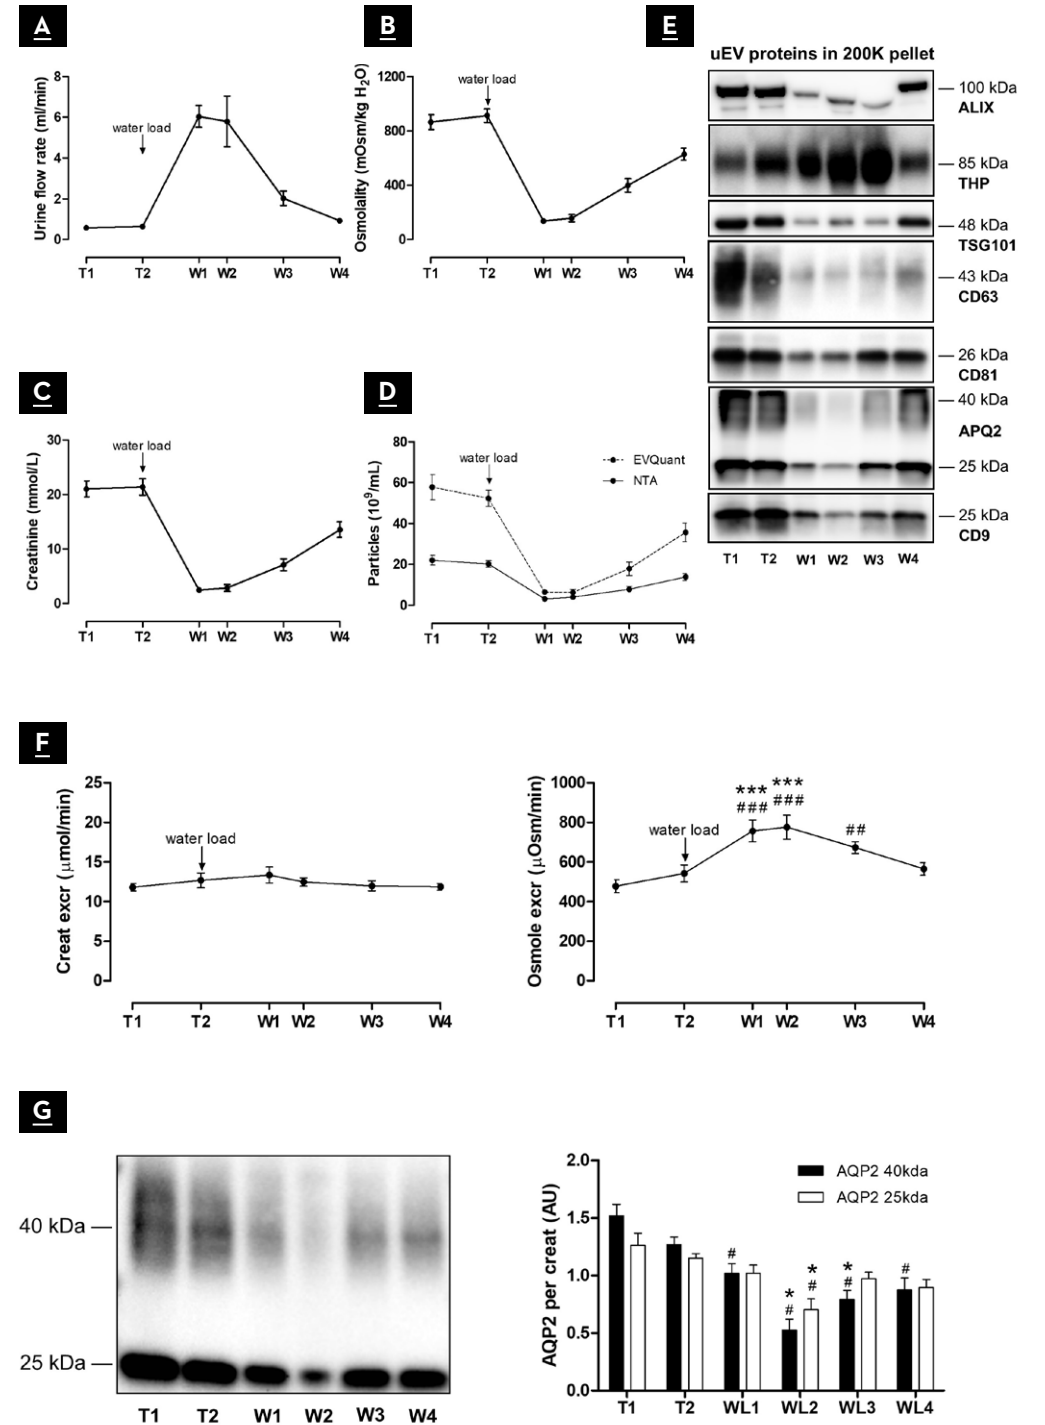 A
Urine flow rate (ml/min)
8
6
4
2
0
water load
T1 T2 W1 W2 W3 W4
B
Osmolality (mOsm/kg H2O)
1200
800
400
0
water load
T1 T2 W1 W2 W3 W4
E
uEV proteins in 200K pellet
100 kDa
ALIX
85 kDa
THP
48 kDa
TSG101
43 kDa
CD63
26 kDa
CD81
40 kDa
APQ2
25 kDa
25 kDa
CD9
T1 T2 W1 W2 W3 W4
C
Creatinine (mmol/L)
30
20
10
0
water load
T1 T2 W1 W2 W3 W4
D
Particles (10^9/mL)
80
60
40
20
0
water load
EVQuant
NTA
T1 T2 W1 W2 W3 W4
F
Creat excr (μmol/min)
25
20
15
10
5
0
water load
T1 T2 W1 W2 W3 W4
Osmole excr (μOsm/min)
1000
800
600
400
200
0
water load
***
###
***
###
##
T1 T2 W1 W2 W3 W4
G
40 kDa
25 kDa
T1 T2 W1 W2 W3 W4
AQP2 per creat (AU)
2.0
1.5
1.0
0.5
0.0
AQP2 40kda
AQP2 25kda
#
*
#
*
#
*
#
#
T1 T2 WL1 WL2 WL3 WL4